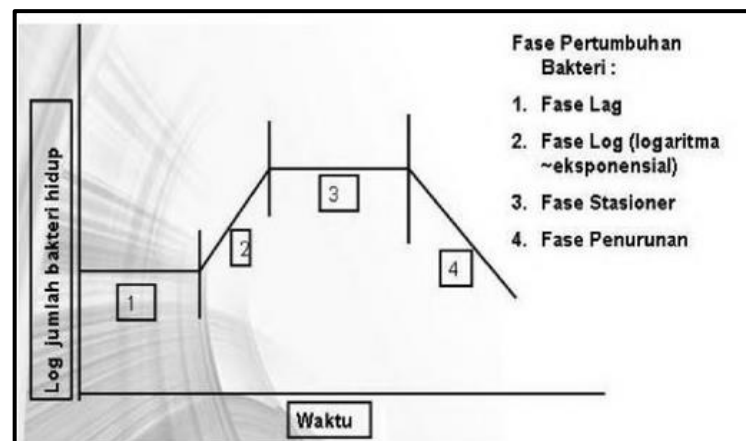 Fase Pertumbuhan
Bakteri :
1. Fase Lag
2. Fase Log (logaritma
~eksponensial)
3. Fase Stasioner
4. Fase Penurunan
Log jumlah bakteri hidup
1
2
3
4
Waktu